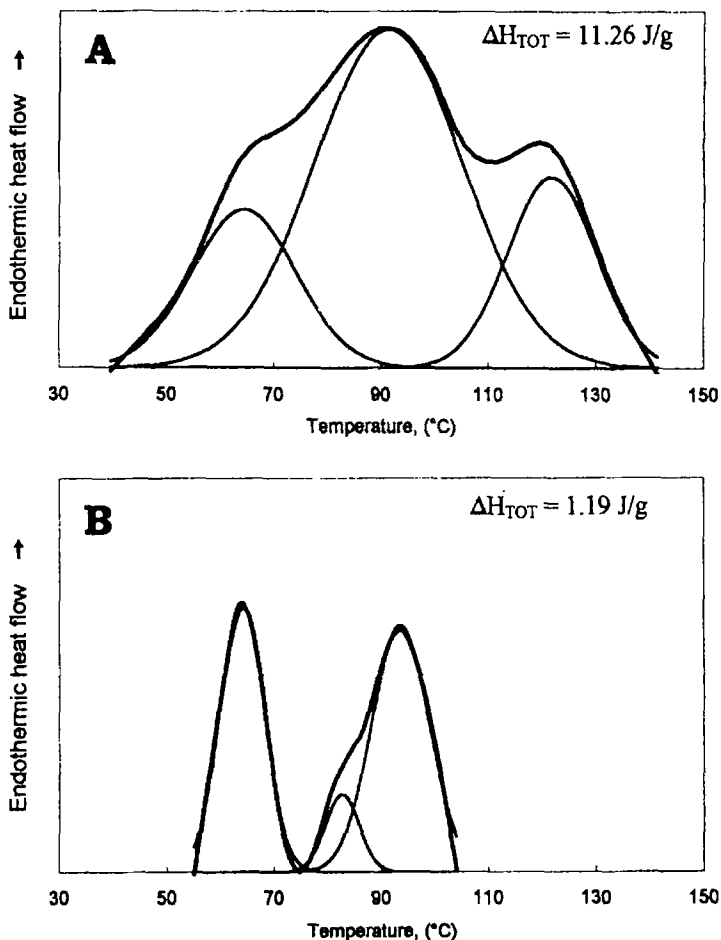 A
ΔH_TOT = 11.26 J/g
Endothermic heat flow →
30 50 70 90 110 130 150
Temperature, (°C)
B
ΔH_TOT = 1.19 J/g
Endothermic heat flow →
30 50 70 90 110 130 150
Temperature, (°C)